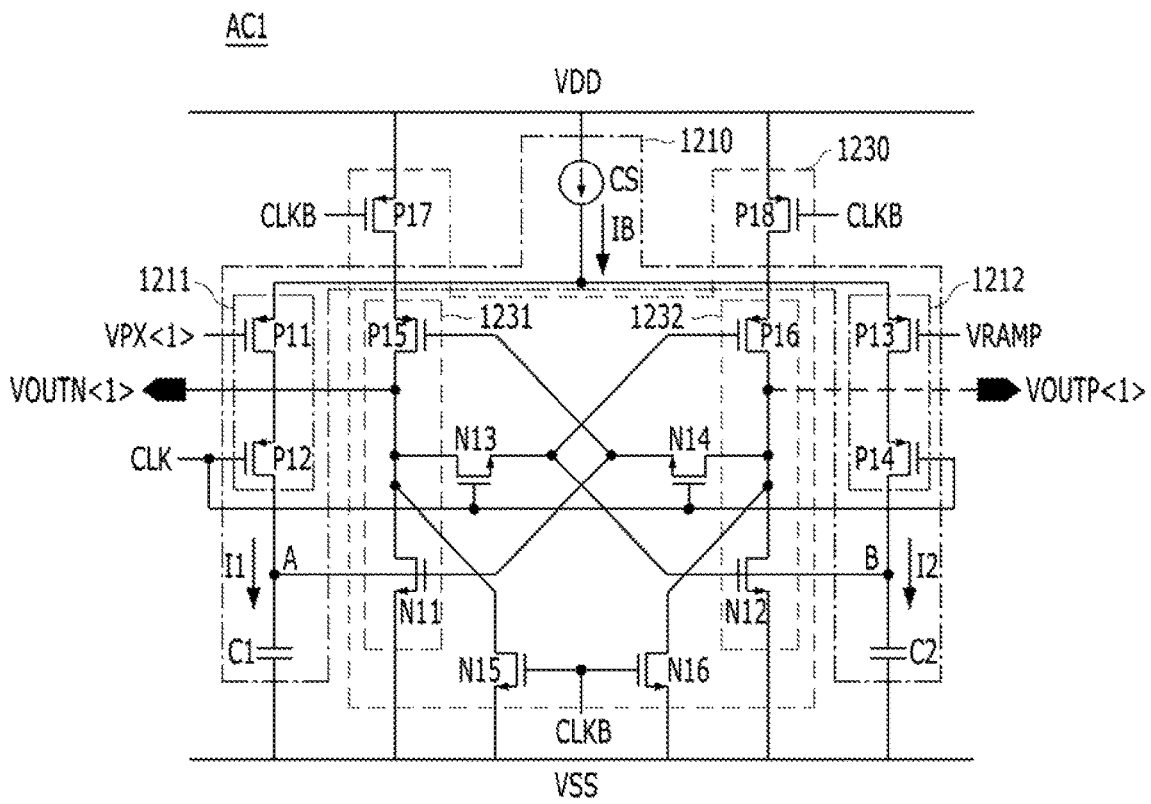 AC1
VDD
1210
1230
CS
CLKB
P17
P18
CLKB
IB
1211
1231
1232
1212
VPX<1>
P11
P15
P16
P13
VRAMP
VOUTN<1>
VOUTP<1>
N13
N14
CLK
P12
P14
I1
A
B
I2
N11
N12
C1
N15
N16
C2
CLKB
VSS